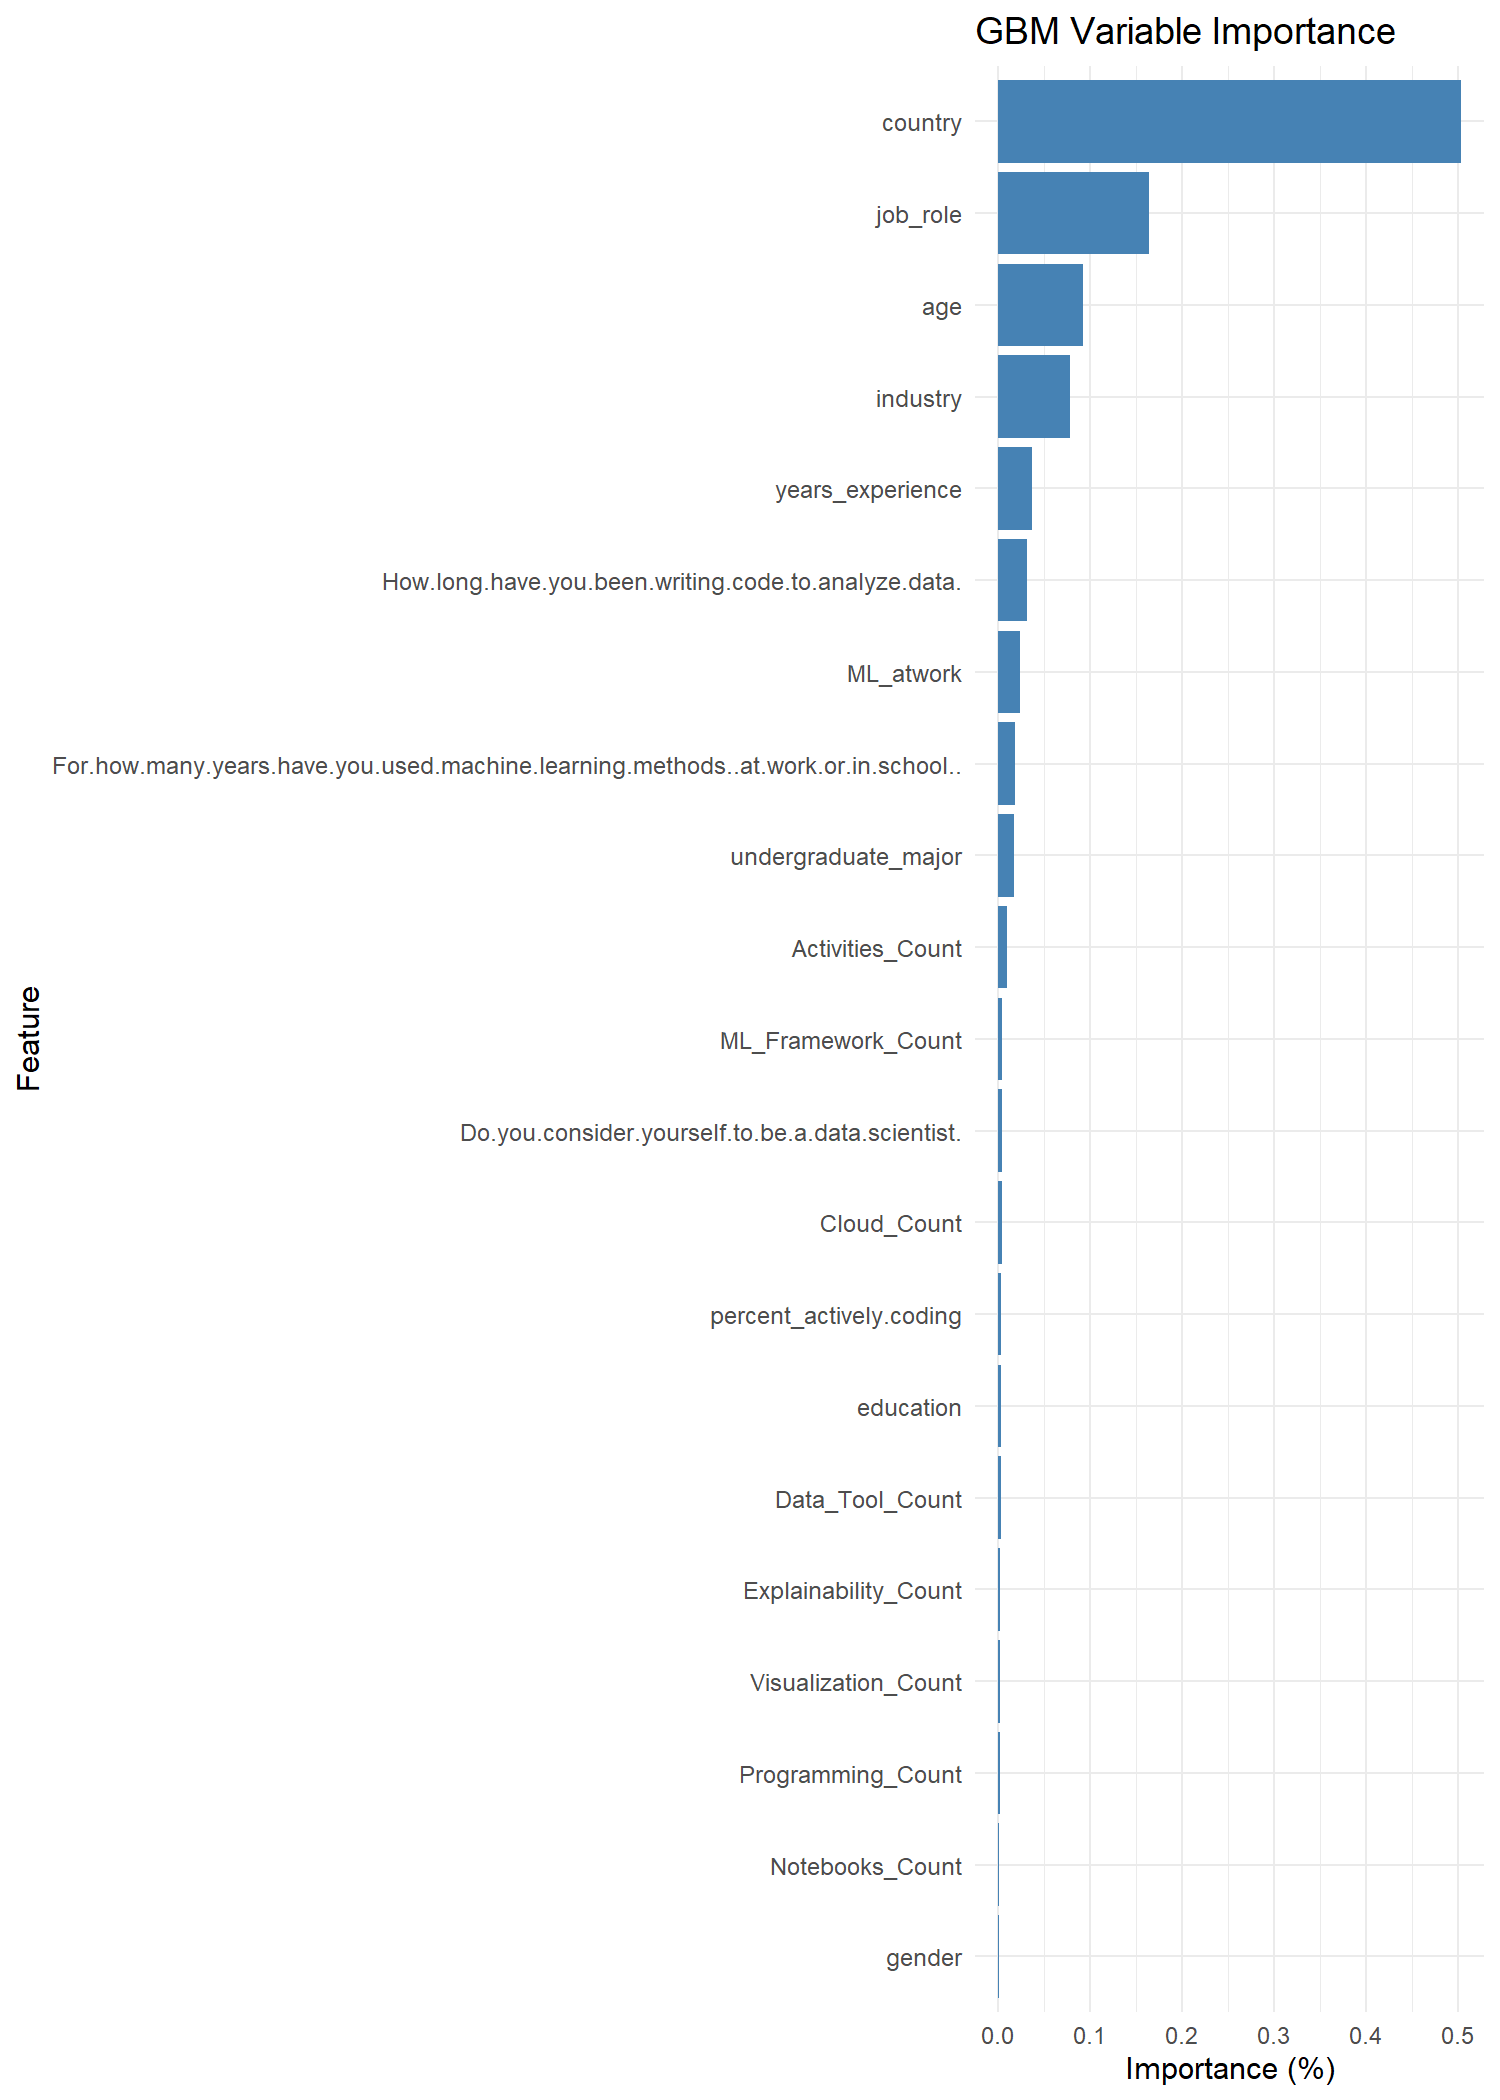 GBM Variable Importance
country
job_role
age
industry
years_experience
How.long.have.you.been.writing.code.to.analyze.data.
ML_atwork
For.how.many.years.have.you.used.machine.learning.methods..at.work.or.in.school..
undergraduate_major
Activities_Count
ML_Framework_Count
Do.you.consider.yourself.to.be.a.data.scientist.
Cloud_Count
percent_actively.coding
education
Data_Tool_Count
Explainability_Count
Visualization_Count
Programming_Count
Notebooks_Count
gender
Feature
0.0 0.1 0.2 0.3 0.4 0.5
Importance (%)